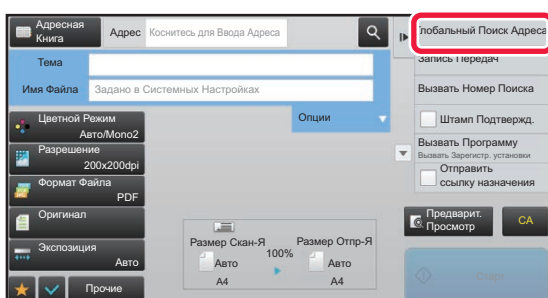 Адресная
Книга
Адрес
Коснитесь для Ввода Адреса
Тема
Имя Файла
Задано в Системных Настройках
Цветной Режим
Авто/Mono2
Разрешение
200x200dpi
Формат Файла
PDF
Оригинал
Экспозиция
Авто
Прочие
Опции
Размер Скан-Я
Авто
A4
100%
Размер Отпр-Я
Авто
A4
Глобальный Поиск Адреса
Запись Передач
Вызвать Номер Поиска
Штамп Подтвержд.
Вызвать Программу
Вызвать Зарегистр. установки
Отправить
ссылку назначения
Предварит.
Просмотр
CA
Старт